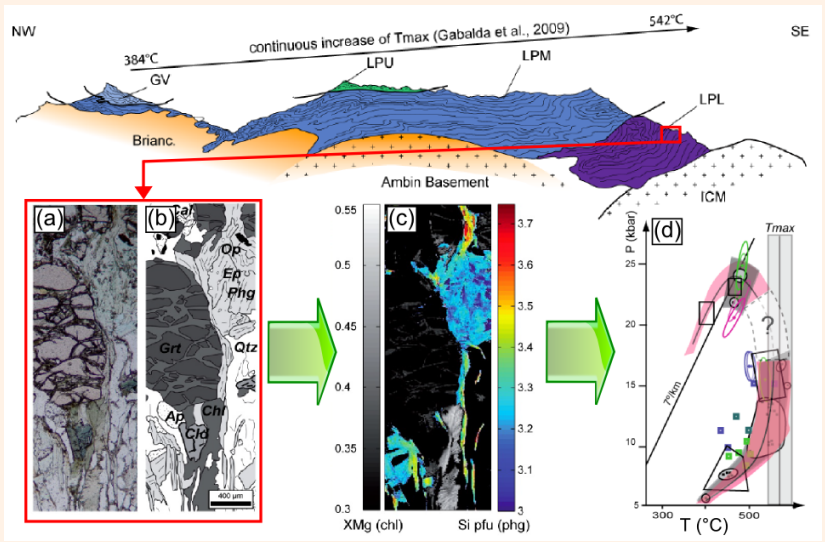 NW
continuous increase of Tmax (Gabalda et al., 2009)
542°C
SE
384°C
GV
LPU
LPM
LPL
Brianc.
Ambin Basement
ICM
(a)
(b)
Cal
Op
Ep
Phg
Grt
Qtz
Ap
Chl
Cld
400 µm
(c)
0.55
0.5
0.45
0.4
0.35
0.3
XMg (chl)
3.7
3.6
3.5
3.4
3.3
3.2
3.1
3
Si pfu (phg)
(d)
Tmax
P (kbar)
25
20
15
10
5
7°/km
?
300
500
T (°C)